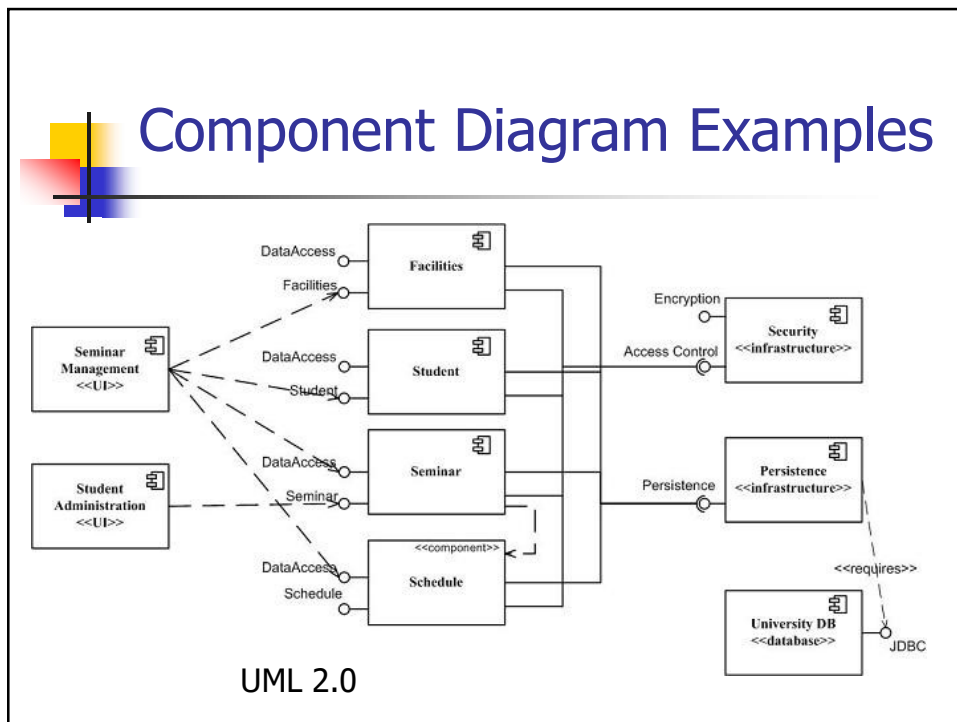 Component Diagram Examples
DataAccess
Facilities
Facilities
Encryption
Security
<<infrastructure>>
Access Control
Seminar
Management
<<UI>>
DataAccess
Student
Student
DataAccess
Seminar
Seminar
Persistence
Persistence
<<infrastructure>>
Student
Administration
<<UI>>
<<component>>
DataAccess
Schedule
Schedule
<<requires>>
University DB
<<database>>
JDBC
UML 2.0